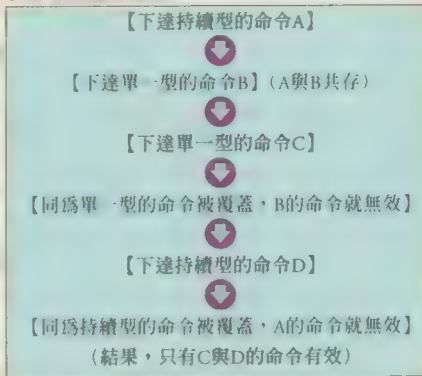 【下達持續型的命令A】
【下達單一型的命令B】(A與B共存)
【下達單一型的命令C】
【同爲單一型的命令被覆蓋，B的命令就無效】
【下達持續型的命令D】
【同爲持續型的命令被覆蓋，A的命令就無效】
(結果，只有C與D的命令有效)